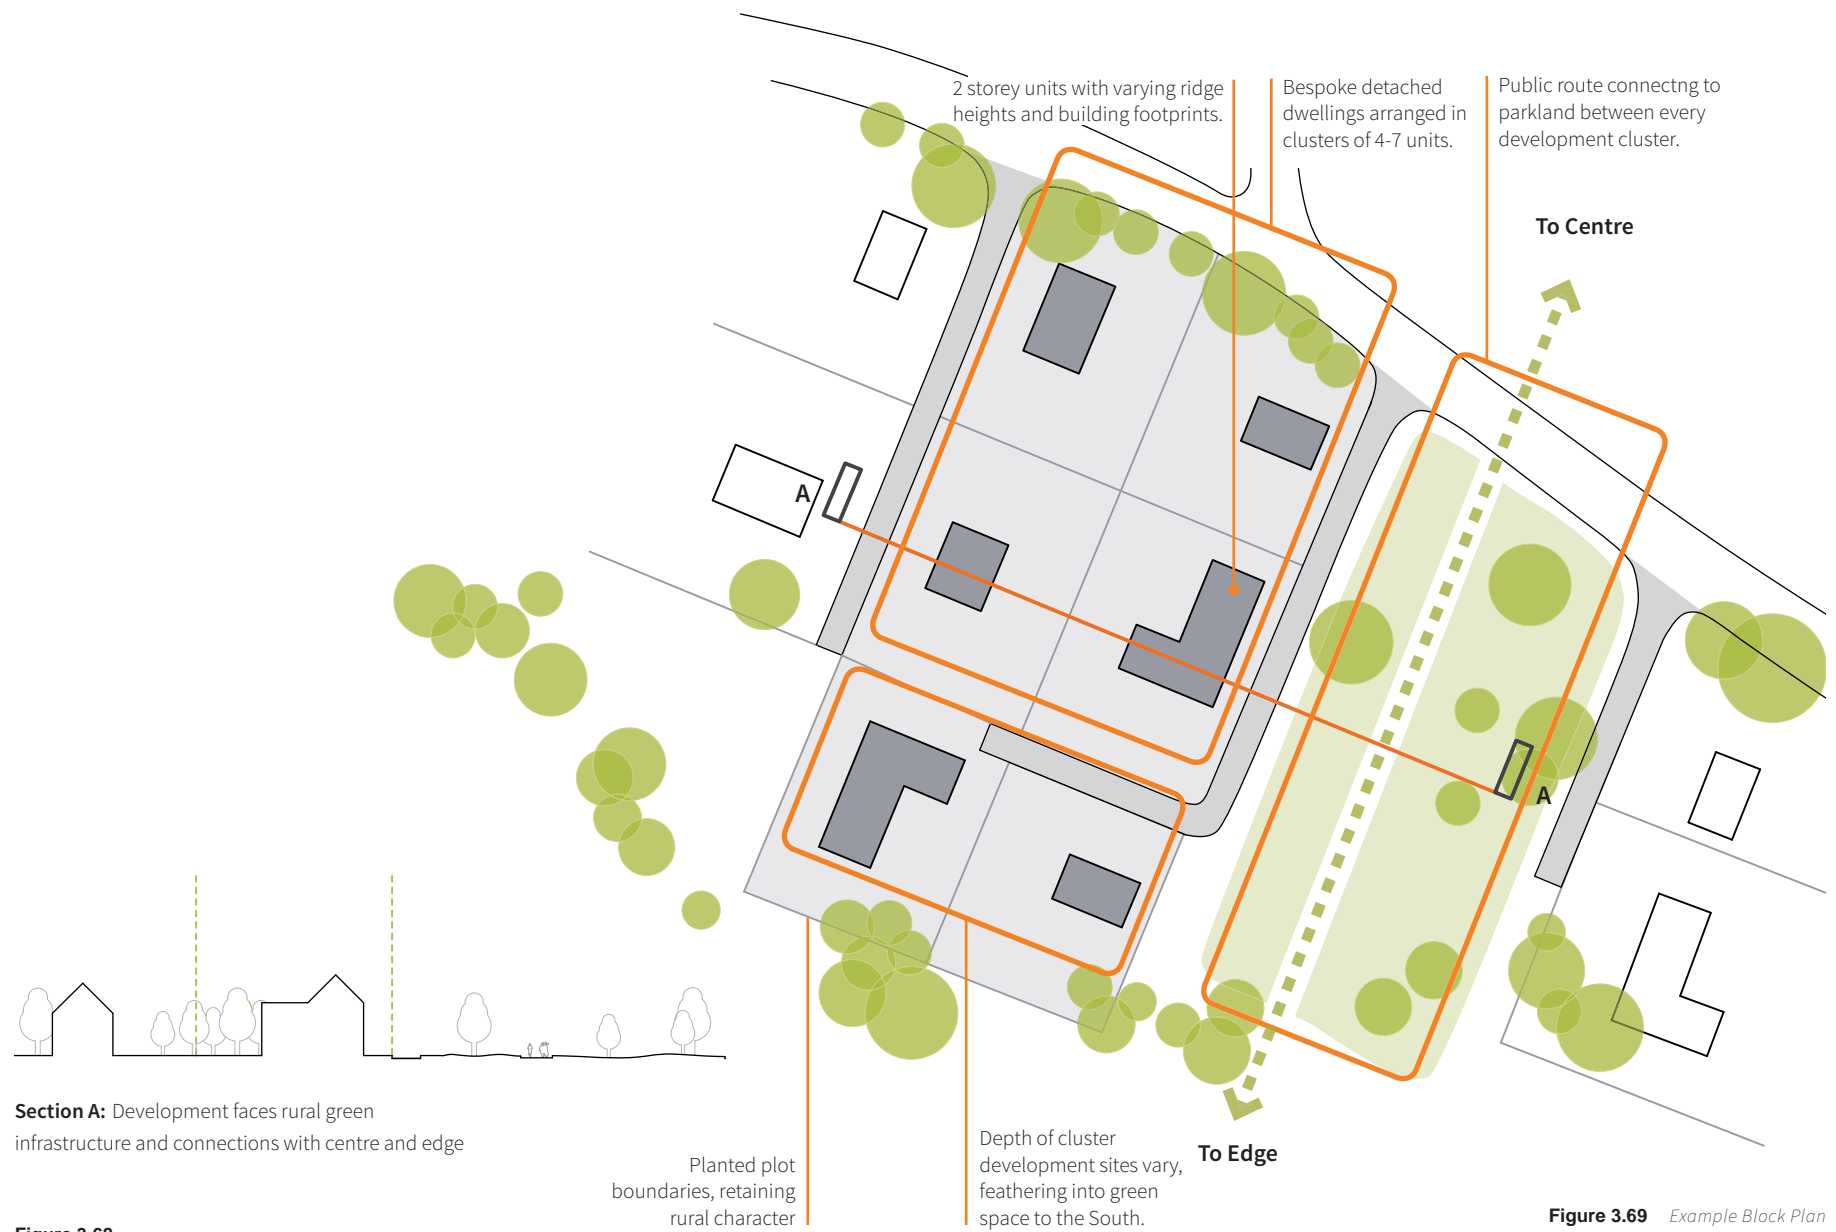 2 storey units with varying ridge
heights and building footprints.
Bespoke detached
dwellings arranged in
clusters of 4-7 units.
Public route connectng to
parkland between every
development cluster.
To Centre
A
A
Section A: Development faces rural green
infrastructure and connections with centre and edge
To Edge
Planted plot
boundaries, retaining
rural character
Depth of cluster
development sites vary,
feathering into green
space to the South.
Figure 3.68
Figure 3.69 Example Block Plan